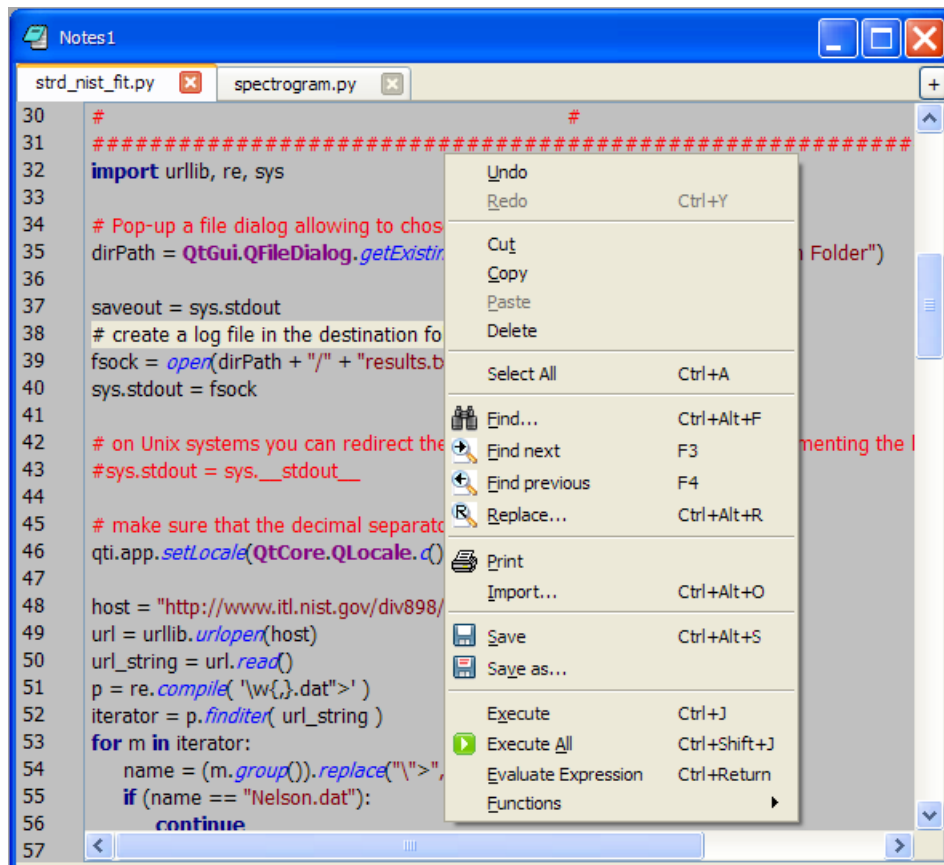 Notes1
strd_nist_fit.py spectrogram.py +
30 # #
31 #########################################################
32 import urllib, re, sys
33
34 # Pop-up a file dialog allowing to chos
35 dirPath = QtGui.QFileDialog.getExistin Folder")
36
37 saveout = sys.stdout
38 # create a log file in the destination fo
39 fsock = open(dirPath + "/" + "results.tx
40 sys.stdout = fsock
41
42 # on Unix systems you can redirect the menting the l
43 #sys.stdout = sys.__stdout__
44
45 # make sure that the decimal separato
46 qti.app.setLocale(QtCore.QLocale.c()
47
48 host = "http://www.itl.nist.gov/div898/
49 url = urllib.urlopen(host)
50 url_string = url.read()
51 p = re.compile( '\w{,}.dat">' )
52 iterator = p.finditer( url_string )
53 for m in iterator:
54 name = (m.group()).replace("\">",
55 if (name == "Nelson.dat"):
56 continue
57
Undo
Redo Ctrl+Y
Cut
Copy
Paste
Delete
Select All Ctrl+A
Find... Ctrl+Alt+F
Find next F3
Find previous F4
Replace... Ctrl+Alt+R
Print
Import... Ctrl+Alt+O
Save Ctrl+Alt+S
Save as...
Execute Ctrl+J
Execute All Ctrl+Shift+J
Evaluate Expression Ctrl+Return
Functions